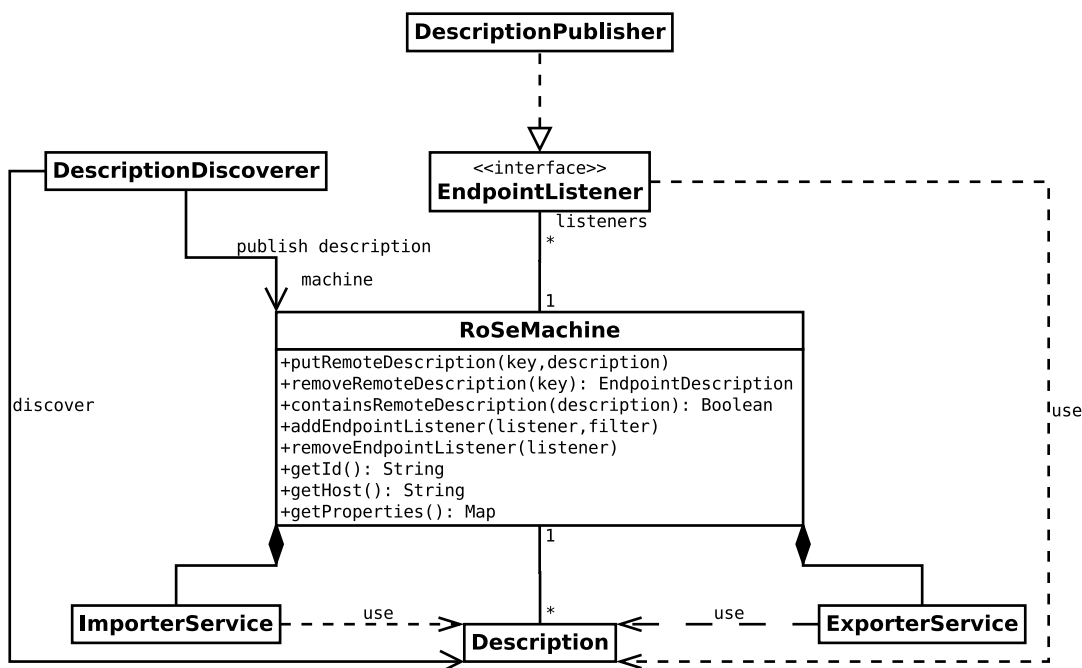 DescriptionPublisher
DescriptionDiscoverer
<<interface>>
EndpointListener
listeners
*
publish description
machine
1
RoSeMachine
+putRemoteDescription(key,description)
+removeRemoteDescription(key): EndpointDescription
+containsRemoteDescription(description): Boolean
+addEndpointListener(listener,filter)
+removeEndpointListener(listener)
+getId(): String
+getHost(): String
+getProperties(): Map
discover
use
1
*
ImporterService
use
Description
use
ExporterService